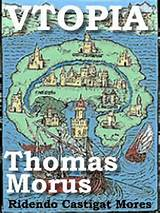 VTOPIA
Thomas
Morus
Ridendo Castigat Mores